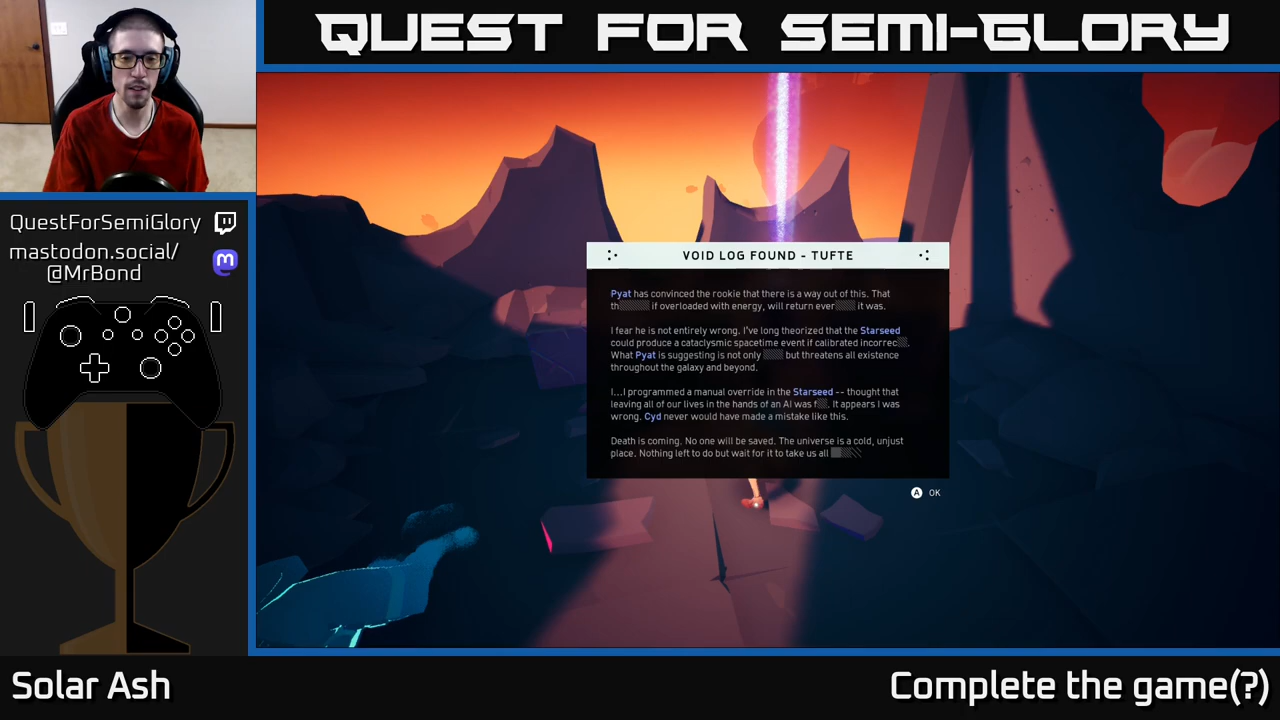 QUEST FOR SEMI-GLORY
QuestForSemiGlory
mastodon.social/
@MrBond
VOID LOG FOUND - TUFTE
Pyat has convinced the rookie that there is a way out of this. That
th if overloaded with energy, will return ever it was.
I fear he is not entirely wrong. I've long theorized that the Starseed
could produce a cataclysmic spacetime event if calibrated incorrec.
What Pyat is suggesting is not only but threatens all existence
throughout the galaxy and beyond.
I...I programmed a manual override in the Starseed -- thought that
leaving all of our lives in the hands of an AI was f. It appears I was
wrong. Cyd never would have made a mistake like this.
Death is coming. No one will be saved. The universe is a cold, unjust
place. Nothing left to do but wait for it to take us all
A OK
Solar Ash
Complete the game(?)